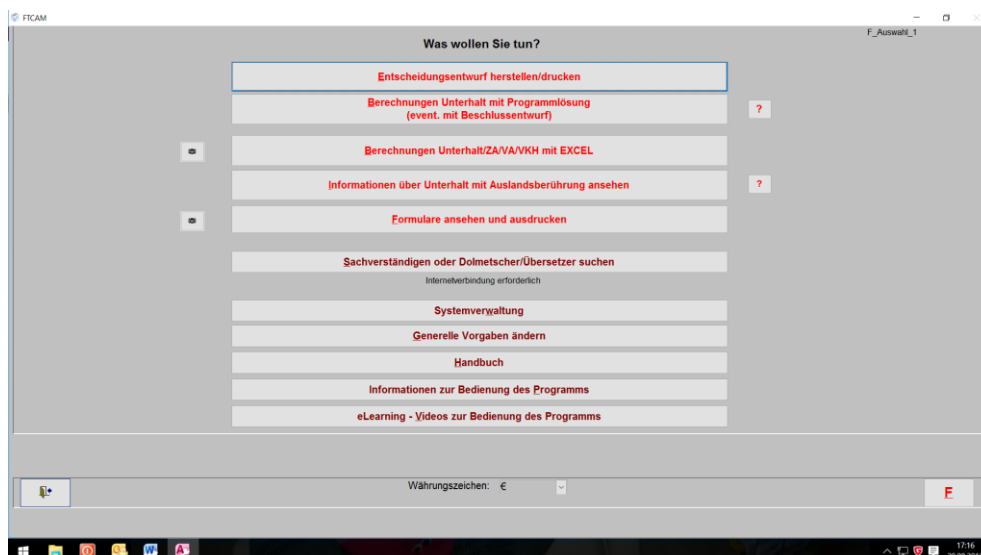 FTCAM
F_Auswahl_1
Was wollen Sie tun?
Entscheidungsentwurf herstellen/drucken
Berechnungen Unterhalt mit Programmlösung
(event. mit Beschlussentwurf)
?
Berechnungen Unterhalt/ZA/VA/VKH mit EXCEL
Informationen über Unterhalt mit Auslandsberührung ansehen
?
Formulare ansehen und ausdrucken
Sachverständigen oder Dolmetscher/Übersetzer suchen
Internetverbindung erforderlich
Systemverwaltung
Generelle Vorgaben ändern
Handbuch
Informationen zur Bedienung des Programms
eLearning - Videos zur Bedienung des Programms
Währungszeichen: €
F
17:16